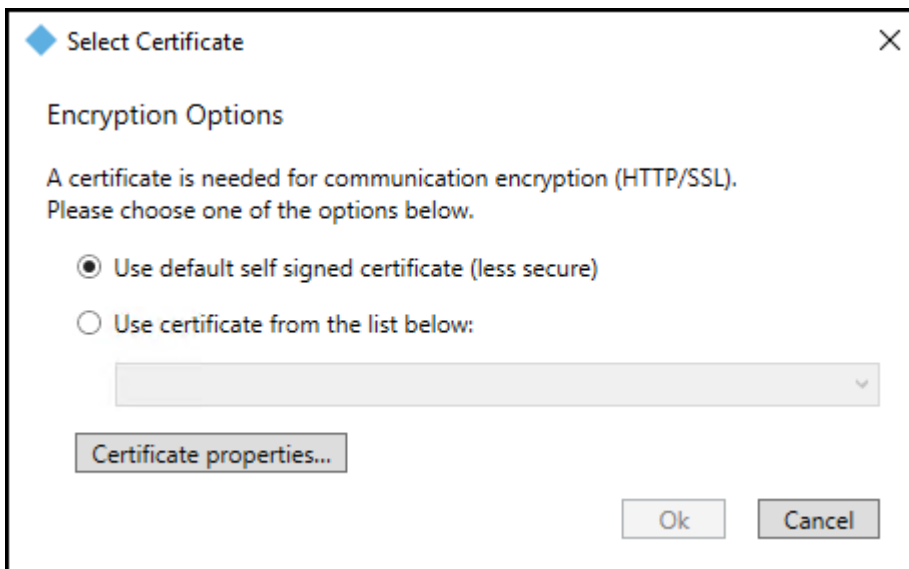 Select Certificate
Encryption Options
A certificate is needed for communication encryption (HTTP/SSL).
Please choose one of the options below.
Use default self signed certificate (less secure)
Use certificate from the list below:
Certificate properties...
Ok
Cancel